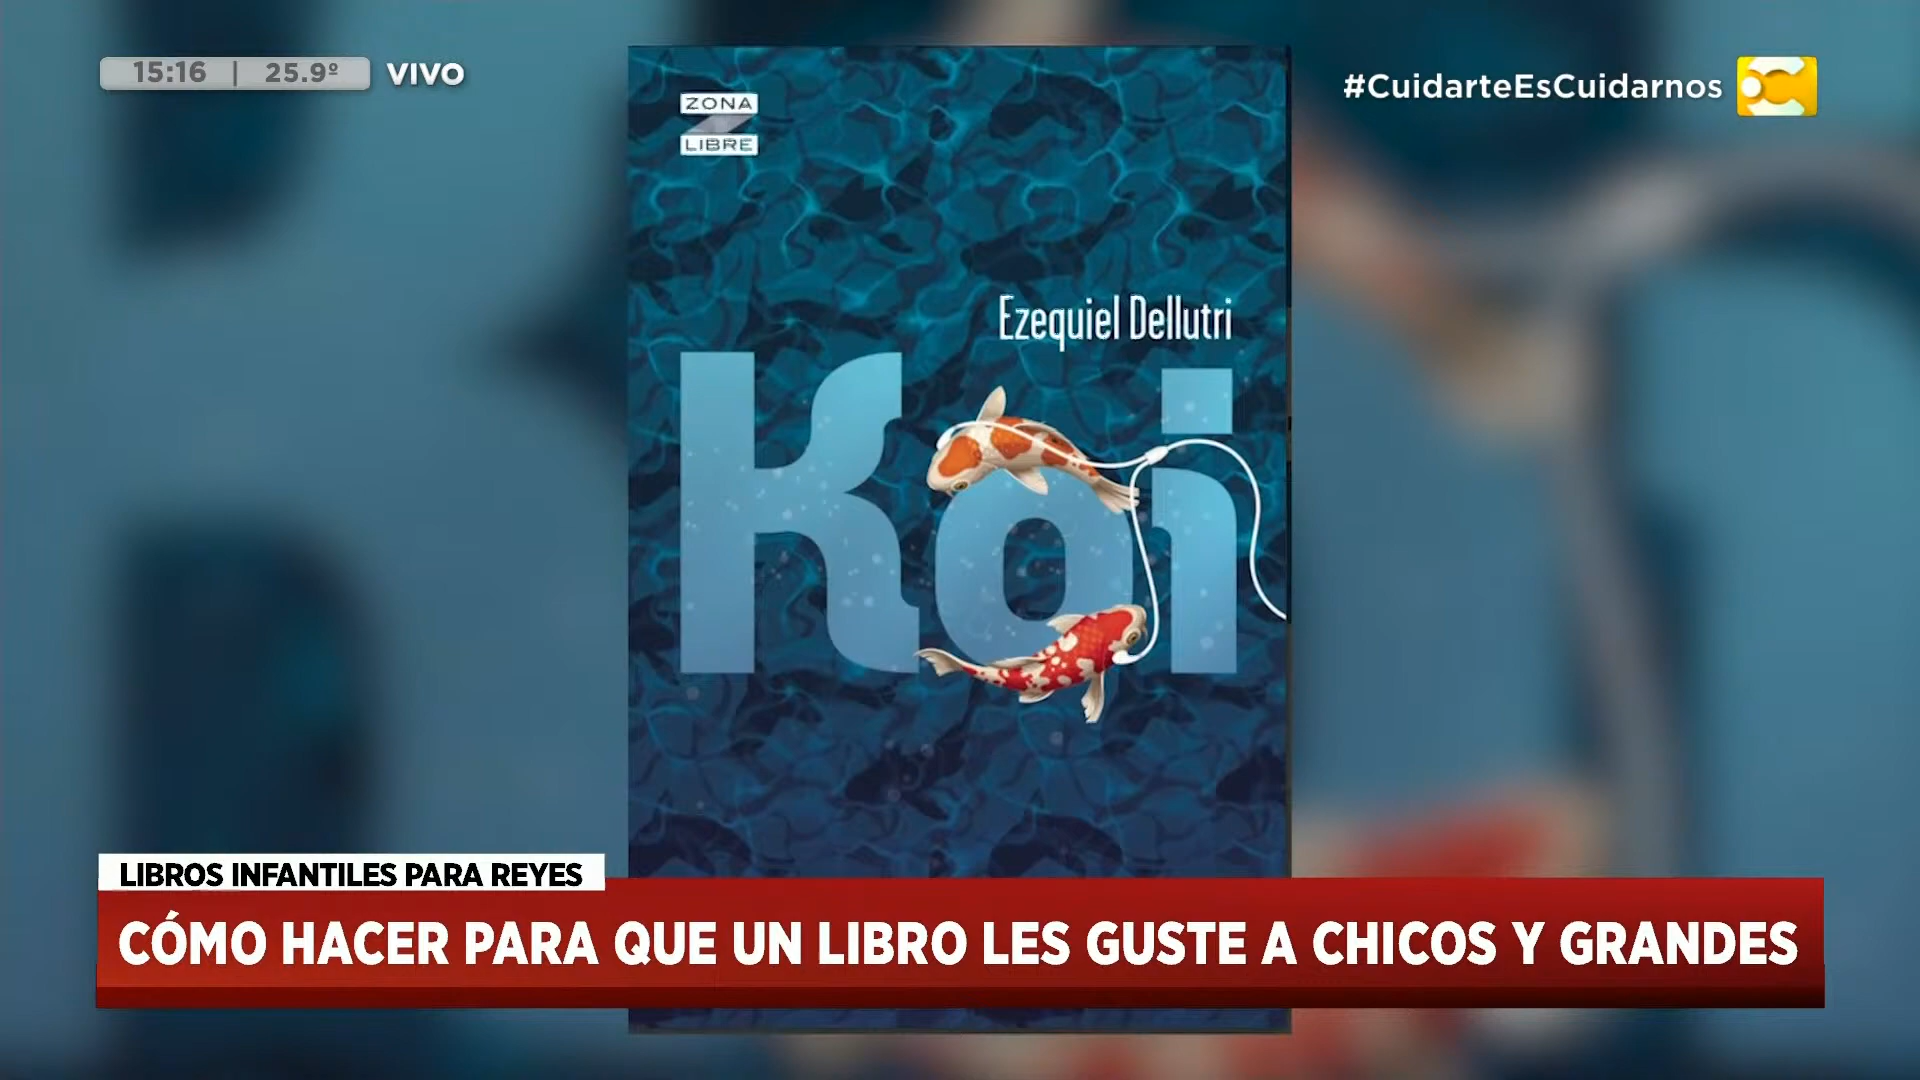 15:16 | 25.9º VIVO
#CuidarteEsCuidarnos
ZONA
LIBRE
Ezequiel Dellutri
Koi
LIBROS INFANTILES PARA REYES
CÓMO HACER PARA QUE UN LIBRO LES GUSTE A CHICOS Y GRANDES